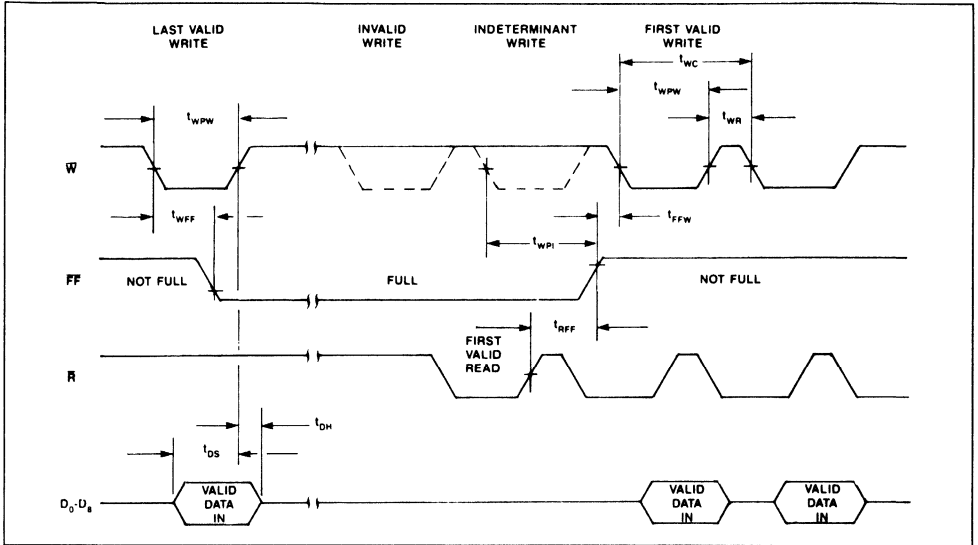 LAST VALID
WRITE
INVALID
WRITE
INDETERMINANT
WRITE
FIRST VALID
WRITE
tWC
tWPW
tWPW
tWR
W̅
tWFF
tFFW
tWPI
F̅F̅
NOT FULL
FULL
NOT FULL
tRFF
FIRST
VALID
READ
R̅
tDH
tDS
D0-D8
VALID
DATA
IN
VALID
DATA
IN
VALID
DATA
IN